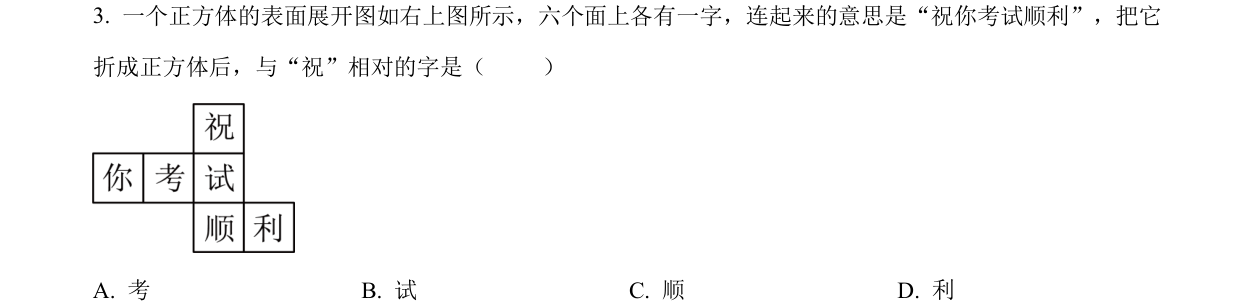 3. 一个正方体的表面展开图如右上图所示，六个面上各有一字，连起来的意思是“祝你考试顺利”，把它
折成正方体后，与“祝”相对的字是（  ）
祝
你 考 试
顺 利
A. 考 B. 试 C. 顺 D. 利